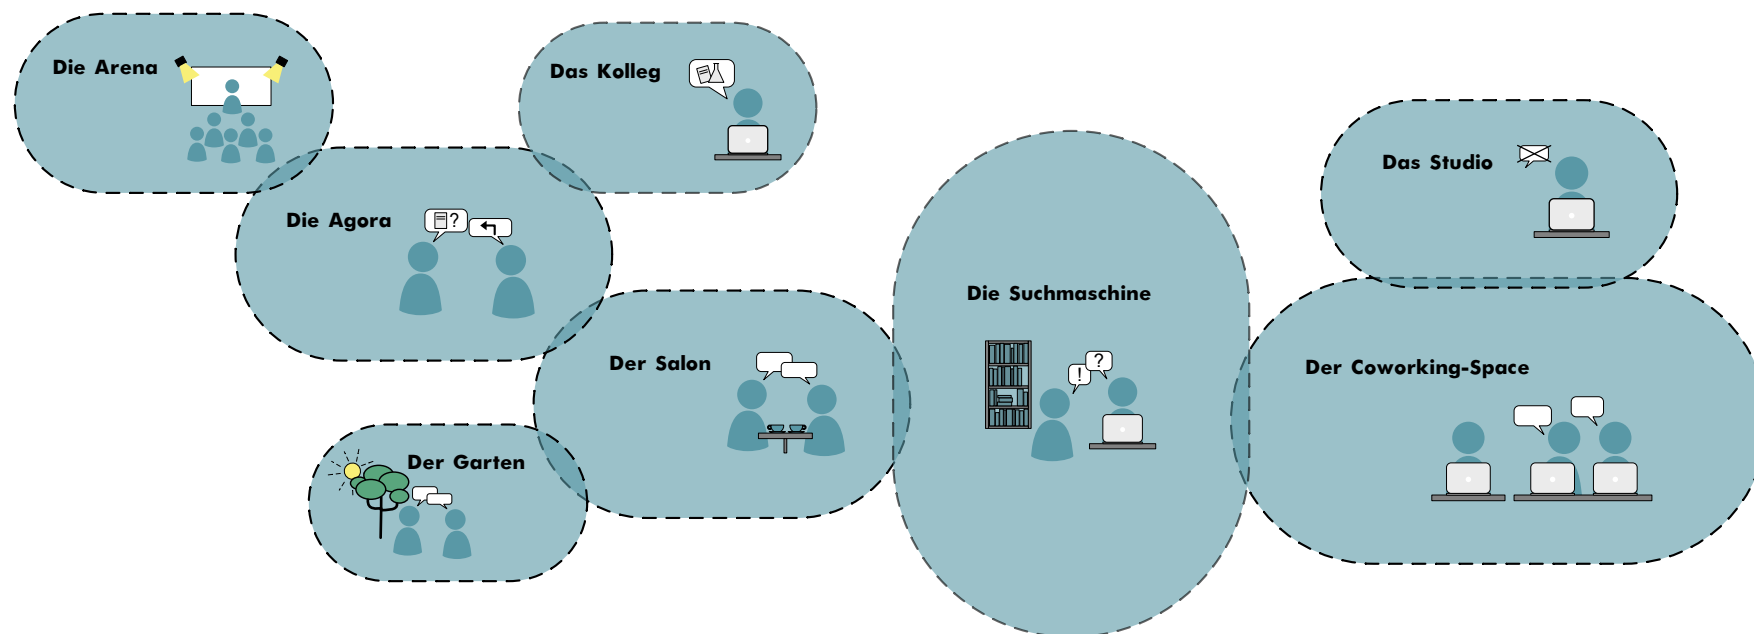 Die Arena
Das Kolleg
Das Studio
Die Agora
?
Die Suchmaschine
Der Salon
?
!
Der Coworking-Space
Der Garten